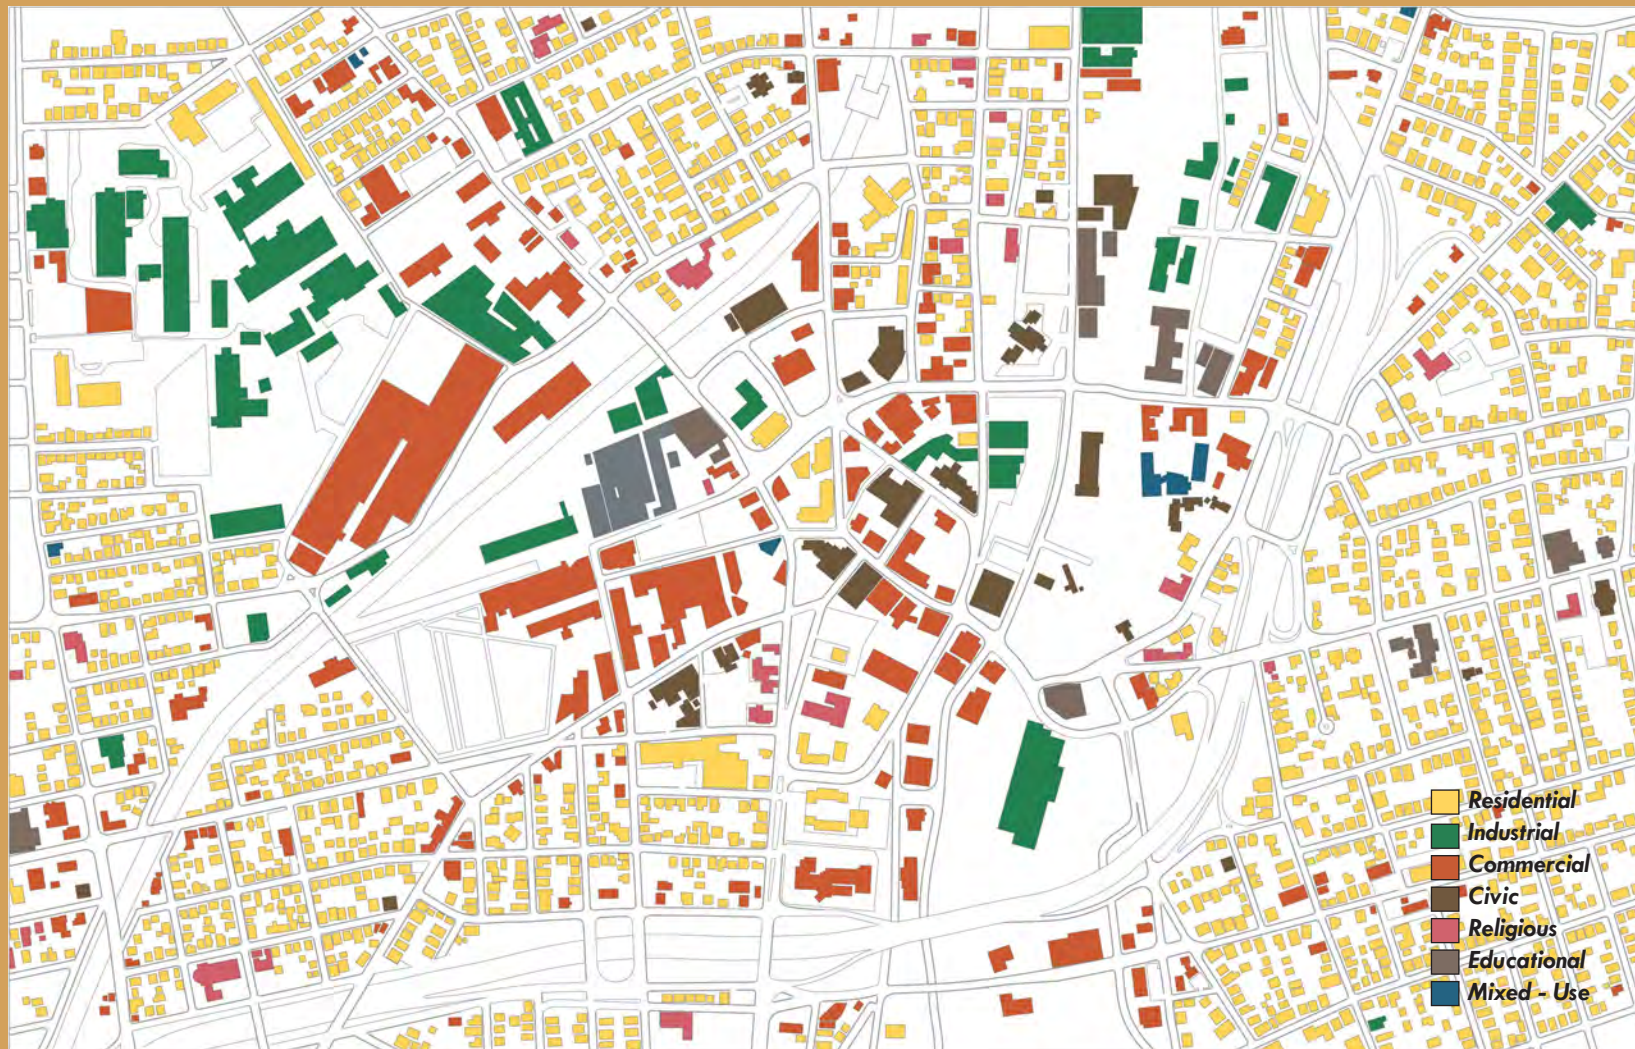 Residential
Industrial
Commercial
Civic
Religious
Educational
Mixed - Use